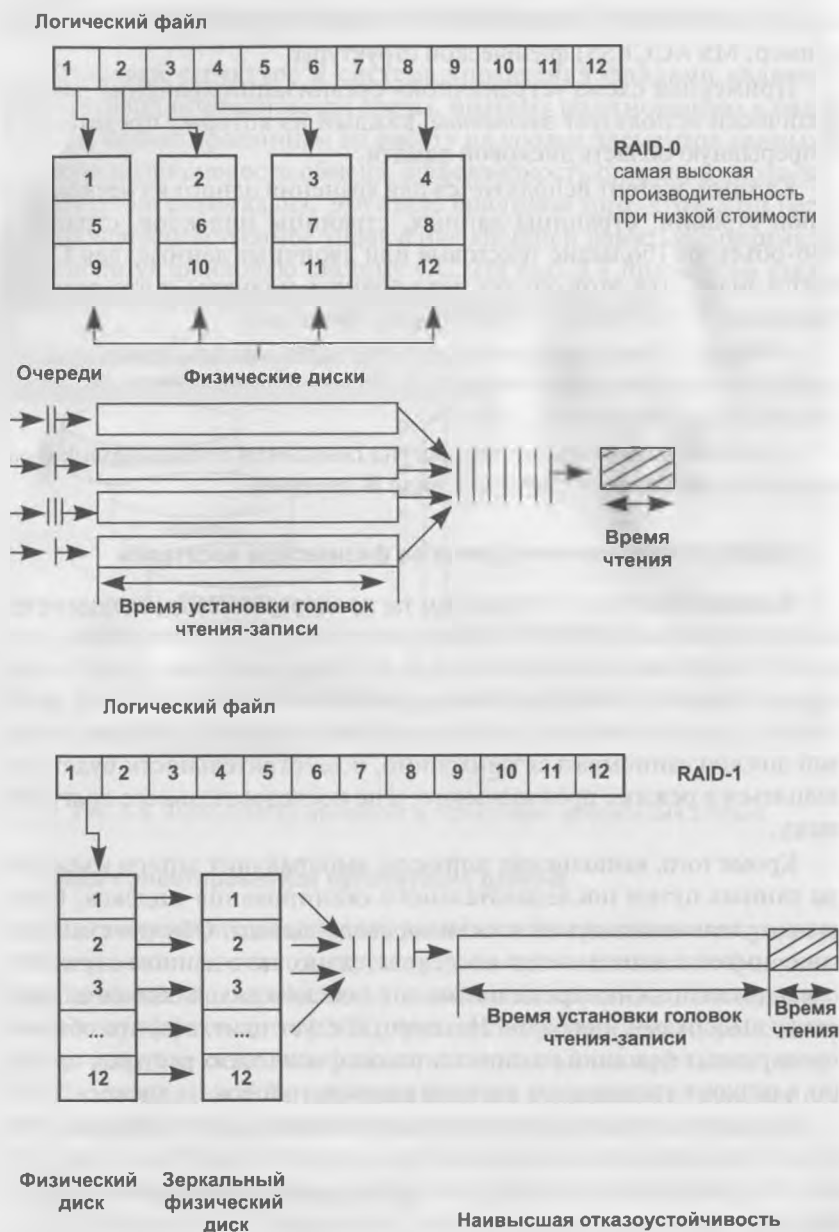 Логический файл
1 2 3 4 5 6 7 8 9 10 11 12
RAID-0
самая высокая
производительность
при низкой стоимости
1 2 3 4
5 6 7 8
9 10 11 12
Очереди
Физические диски
Время
чтения
Время установки головок
чтения-записи
Логический файл
1 2 3 4 5 6 7 8 9 10 11 12
RAID-1
1 1
2 2
3 3
... ...
12 12
Время установки головок
чтения-записи
Время
чтени
Физический
диск
Зеркальный
физический
диск
Наивысшая отказоустойчивость